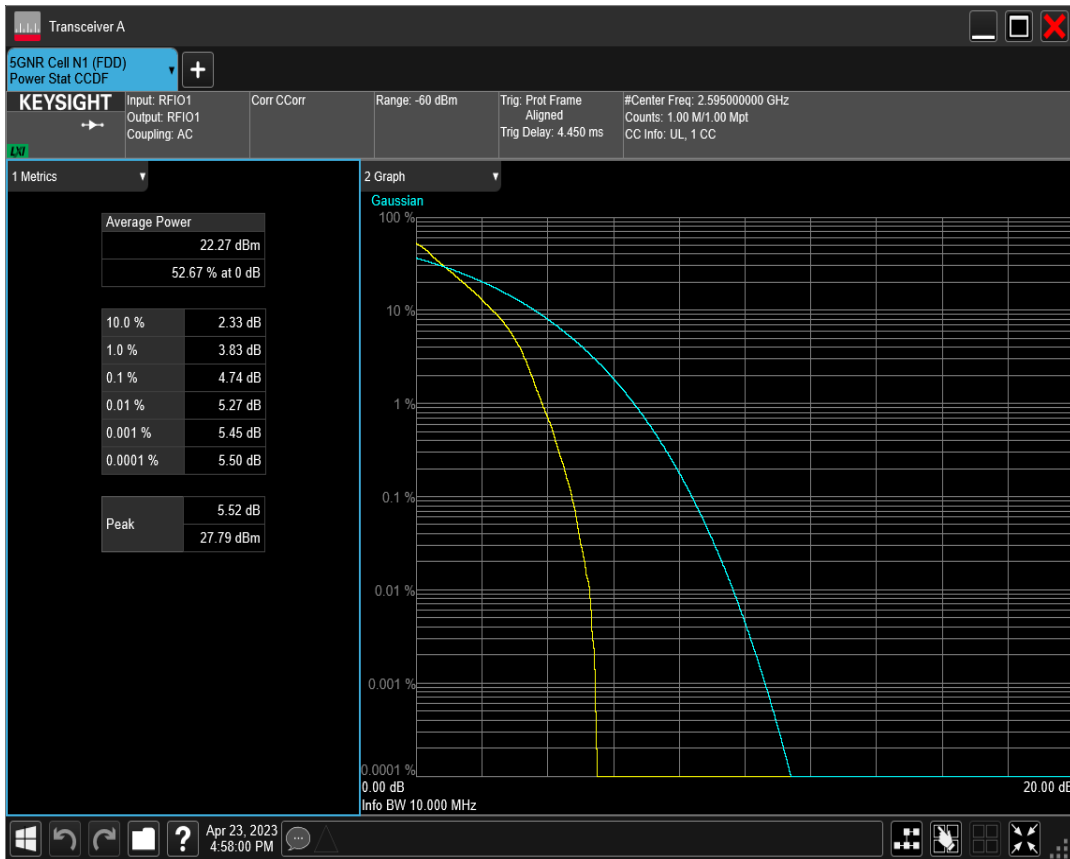 Transceiver A
5GNR Cell N1 (FDD)
Power Stat CCDF
+
KEYSIGHT
LXI
Input: RFIO1
Output: RFIO1
Coupling: AC
Corr CCorr
Range: -60 dBm
Trig: Prot Frame
Aligned
Trig Delay: 4.450 ms
#Center Freq: 2.595000000 GHz
Counts: 1.00 M/1.00 Mpt
CC Info: UL, 1 CC
1 Metrics
Average Power
22.27 dBm
52.67 % at 0 dB
10.0 % 2.33 dB
1.0 % 3.83 dB
0.1 % 4.74 dB
0.01 % 5.27 dB
0.001 % 5.45 dB
0.0001 % 5.50 dB
Peak
5.52 dB
27.79 dBm
2 Graph
Gaussian
100 %
10 %
1 %
0.1 %
0.01 %
0.001 %
0.0001 %
0.00 dB 20.00 dB
Info BW 10.000 MHz
?
Apr 23, 2023
4:58:00 PM